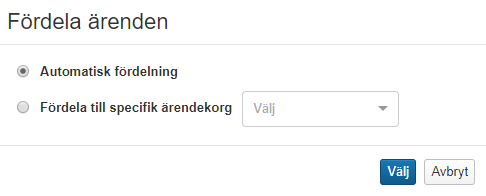 Fördela ärenden
Automatisk fördelning
Fördela till specifik ärendekorg Välj
Välj Avbryt